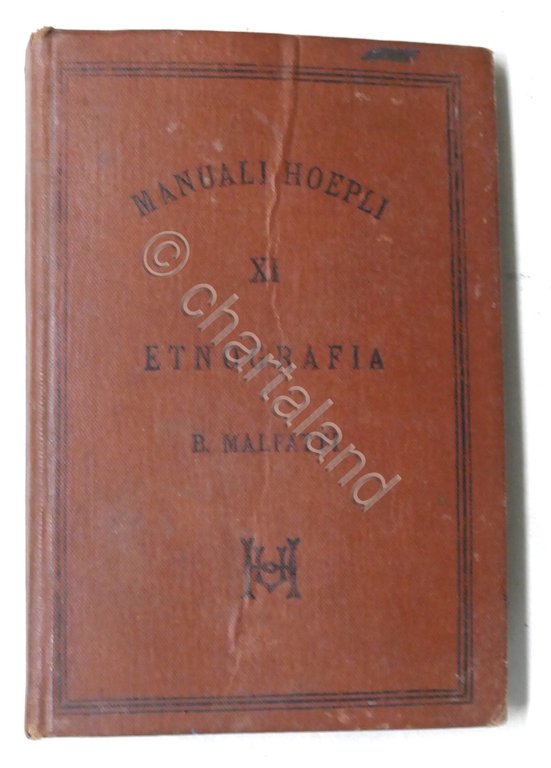 MANUALI HOEPLI
XI
ETNOGRAFIA
B. MALFATTI
© chartaland